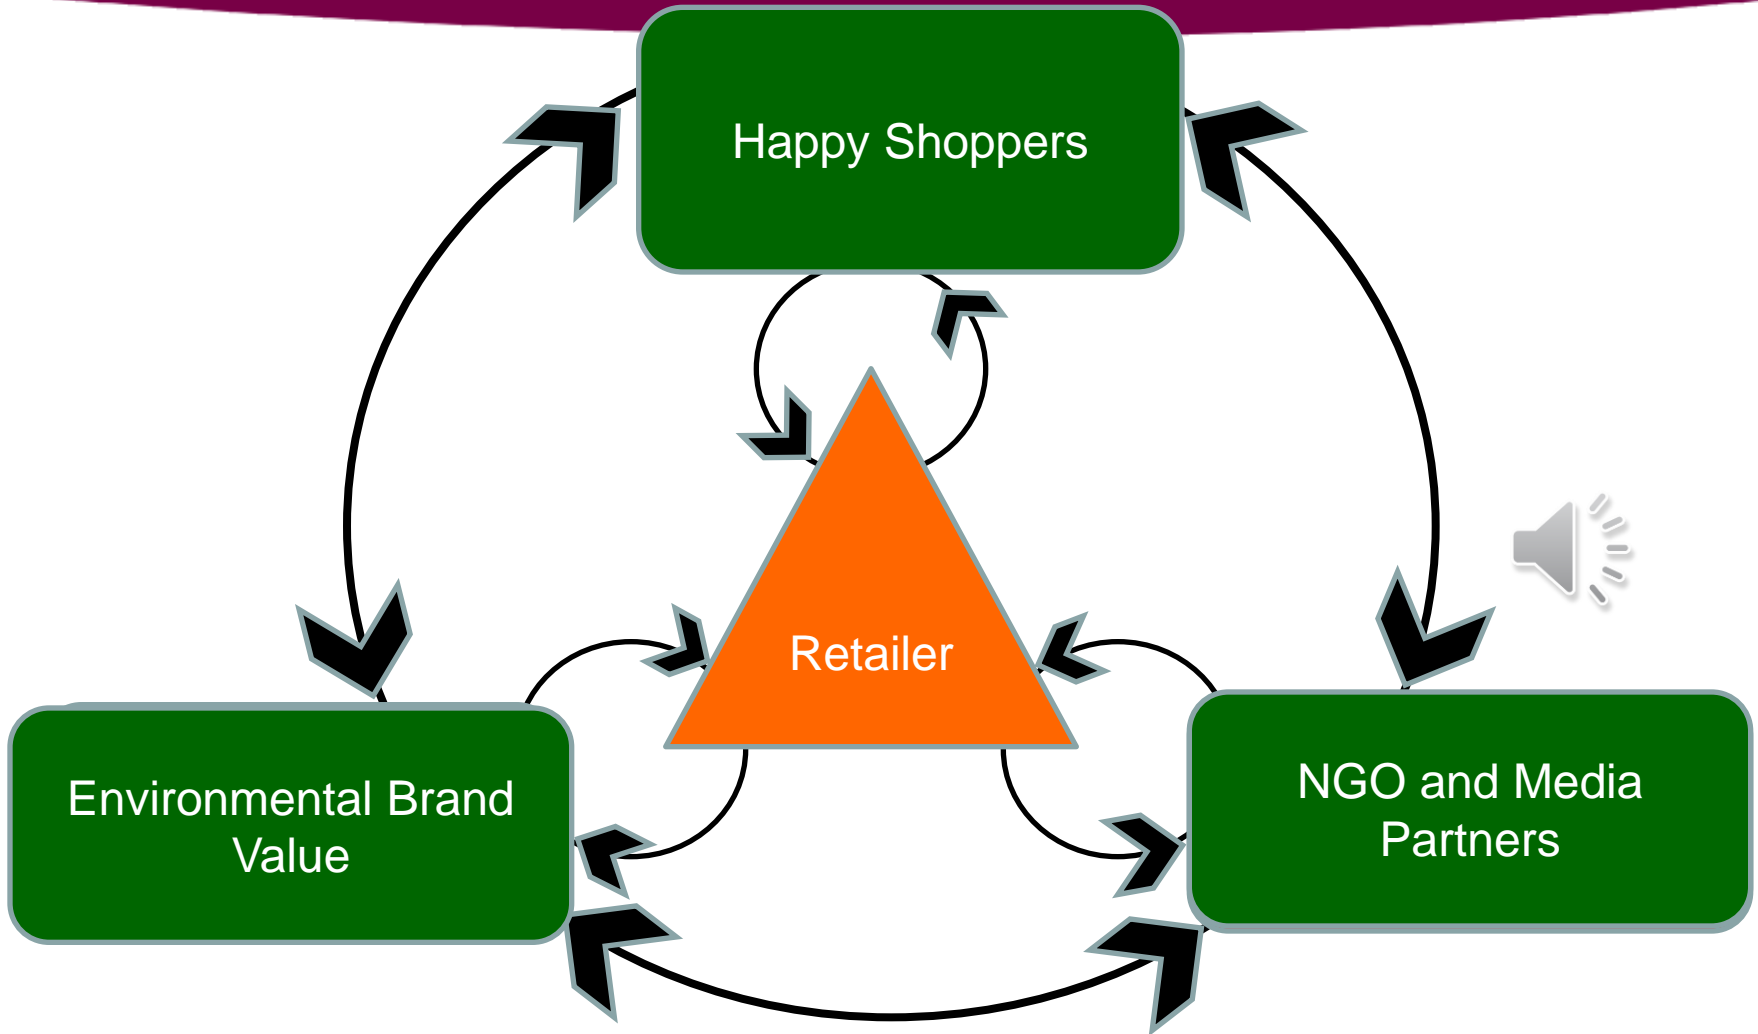 Happy Shoppers
Retailer
Environmental Brand
Value
NGO and Media
Partners